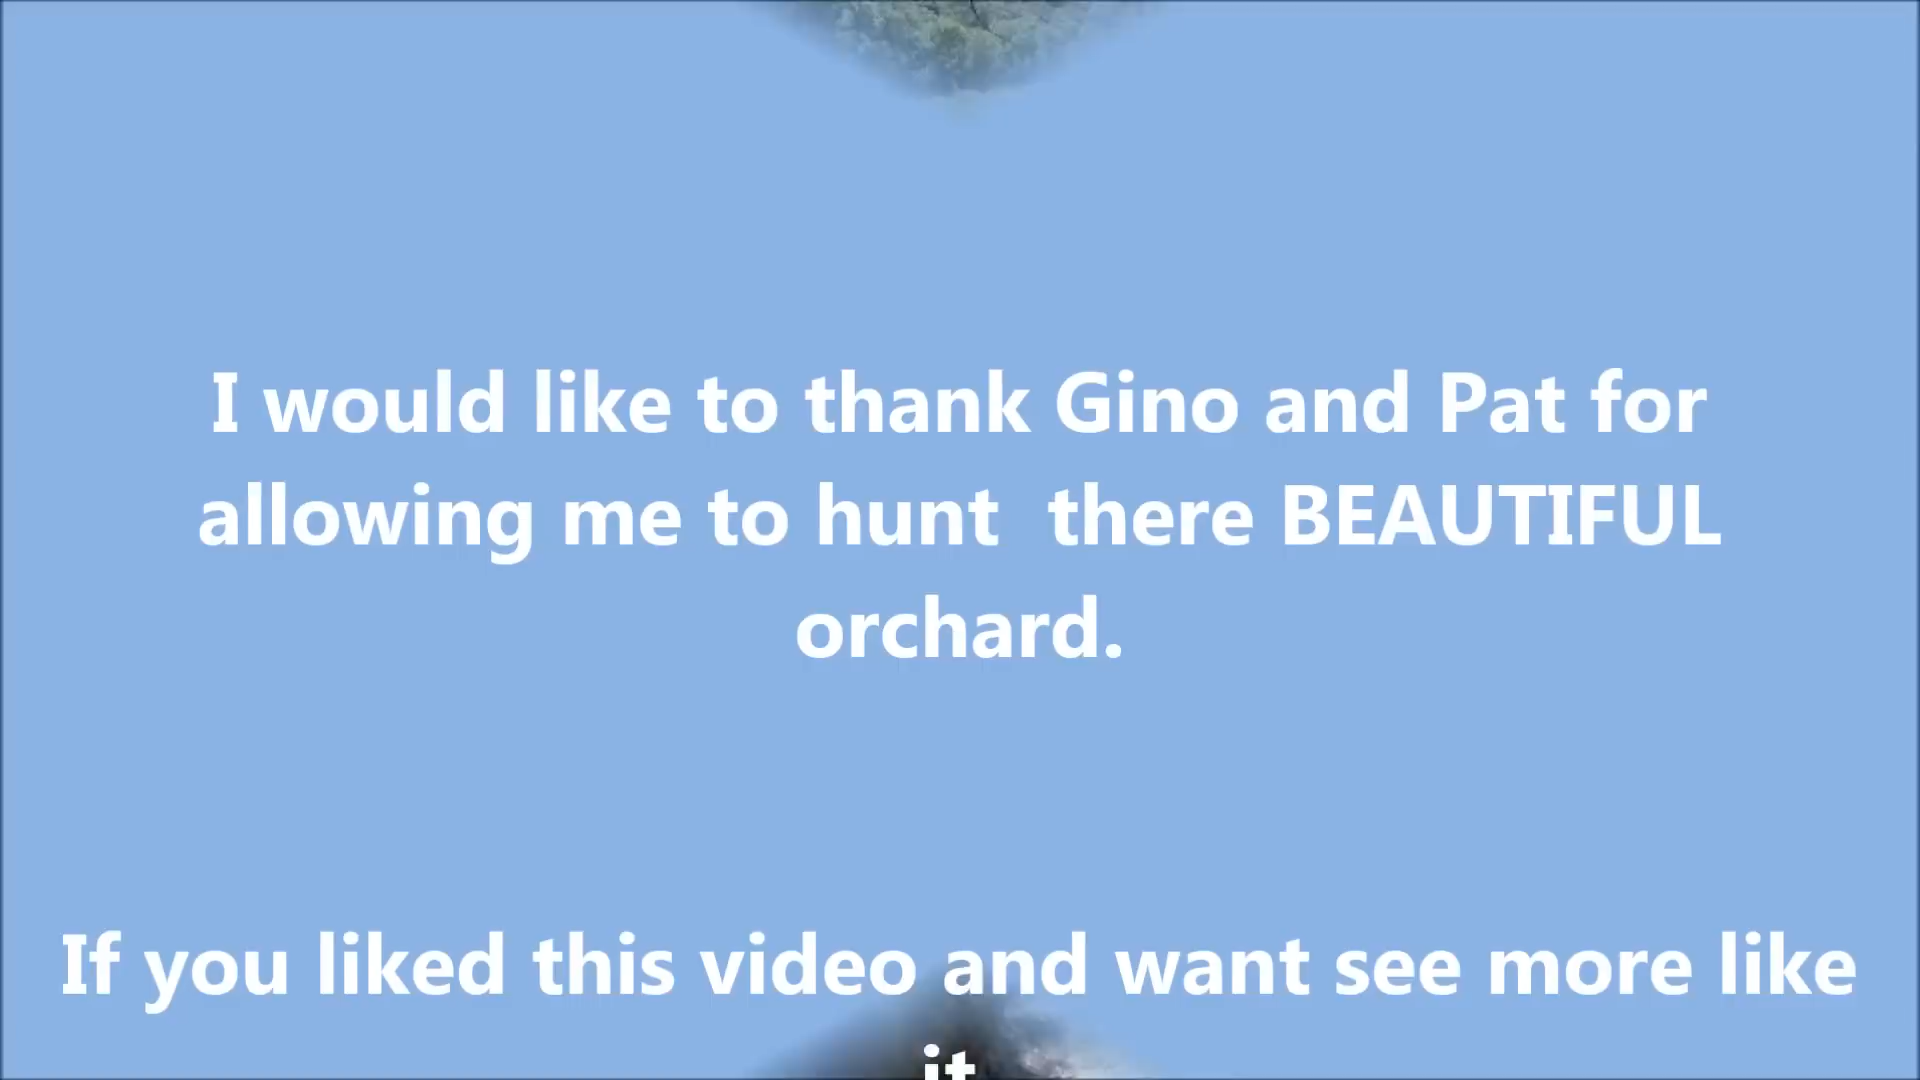 I would like to thank Gino and Pat for
allowing me to hunt  there BEAUTIFUL
orchard.
If you liked this video and want see more like
it